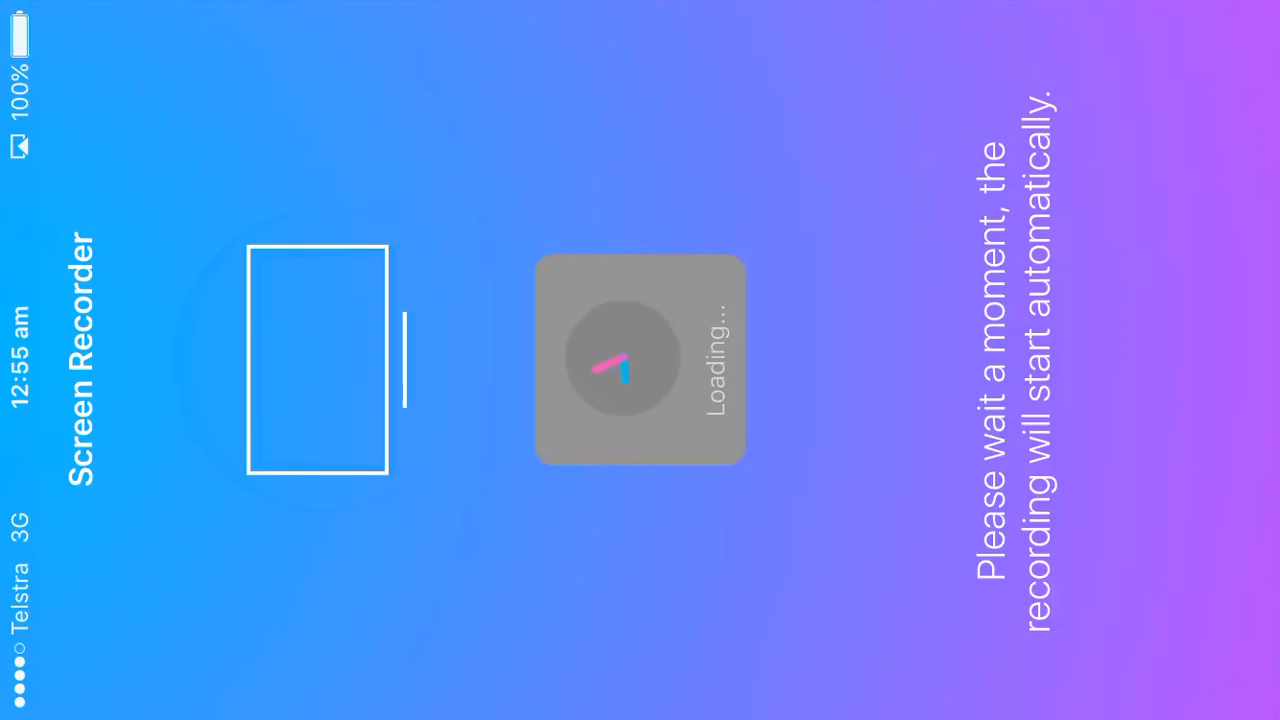 Telstra 3G 12:55 am 100%
Screen Recorder
Loading...
Please wait a moment, the
recording will start automatically.